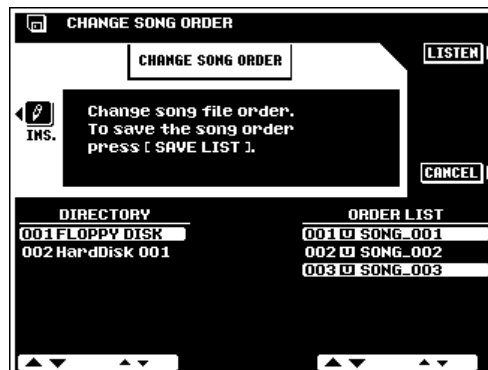 CHANGE SONG ORDER
CHANGE SONG ORDER
LISTEN
Change song file order.
To save the song order
press [ SAVE LIST ].
INS.
CANCEL
DIRECTORY
ORDER LIST
001 FLOPPY DISK
001 U SONG_001
002 HardDisk 001
002 U SONG_002
003 U SONG_003